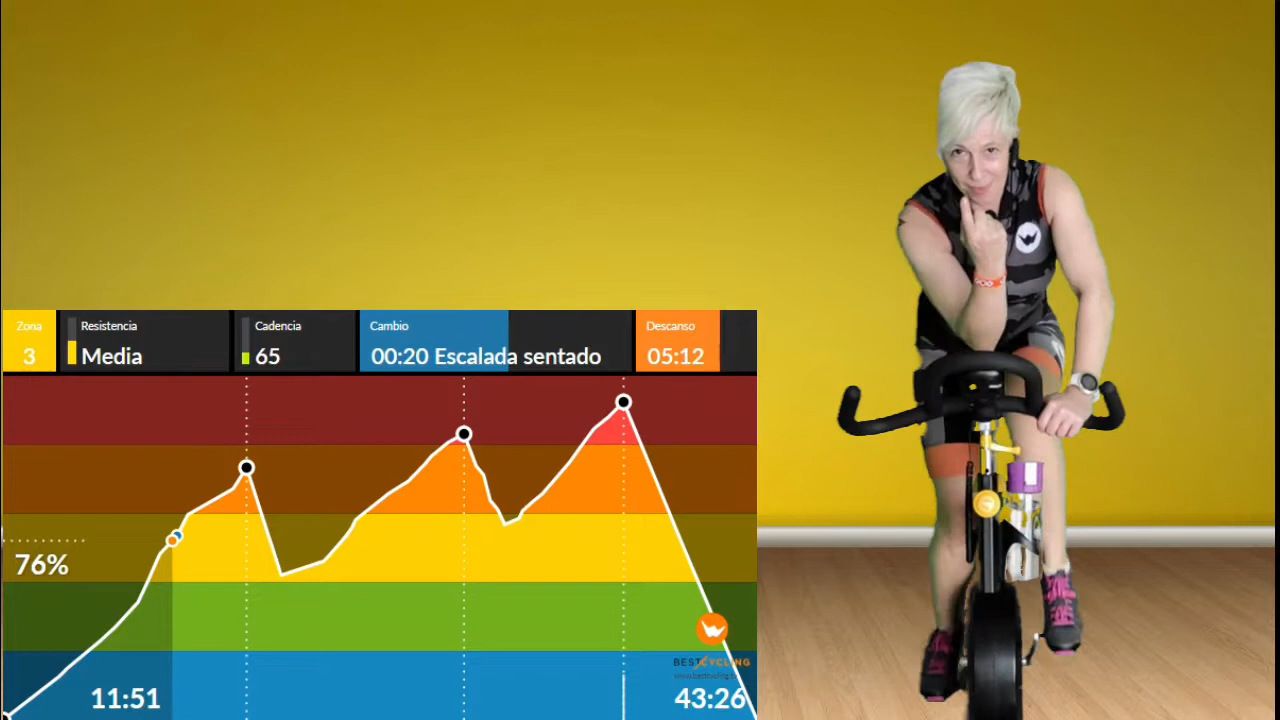 Zona
3
Resistencia
Media
Cadencia
65
Cambio
00:20 Escalada sentado
Descanso
05:12
76%
BESTCYCLING
11:51
43:26